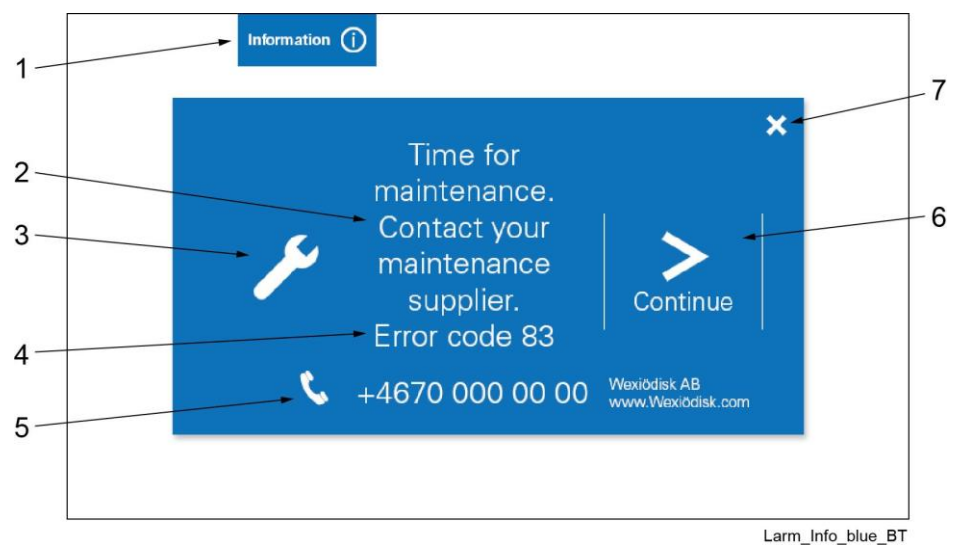 Information
1
7
2
Time for
maintenance.
Contact your
maintenance
supplier.
3
6
Continue
4
Error code 83
5
+4670 000 00 00
Wexiödisk AB
www.Wexiödisk.com
Larm_Info_blue_BT